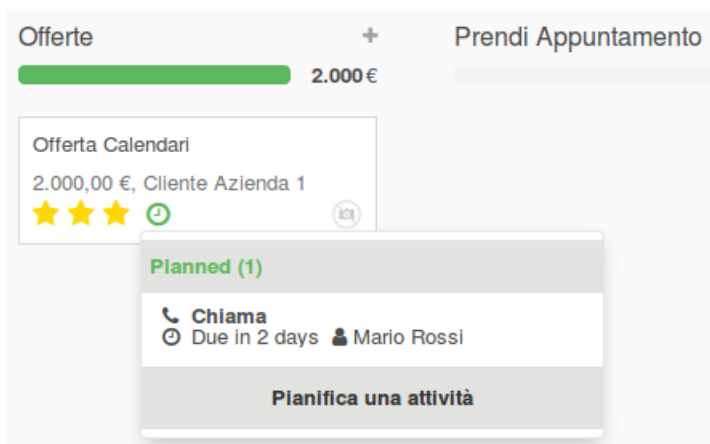 Offerte +
2.000 €
Prendi Appuntamento
Offerta Calendari
2.000,00 €, Cliente Azienda 1
Planned (1)
Chiama
Due in 2 days Mario Rossi
Pianifica una attività